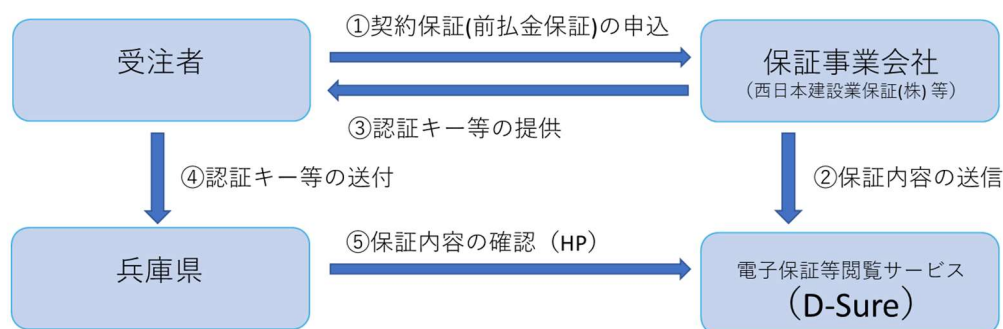 ①契約保証(前払金保証)の申込
受注者
保証事業会社
（西日本建設業保証(株) 等）
③認証キー等の提供
④認証キー等の送付
②保証内容の送信
⑤保証内容の確認（HP）
兵庫県
電子保証等閲覧サービス
（D-Sure）